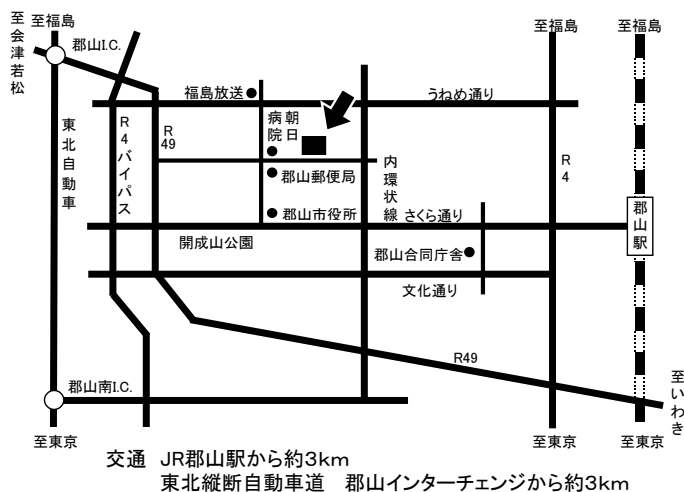 至会津若松
至福島
郡山I.C.
至福島
至福島
福島放送
うねめ通り
東北自動車
R4バイパス
R49
朝日病院
郡山郵便局
内環状線
R4
郡山市役所
さくら通り
郡山駅
開成山公園
郡山合同庁舎
文化通り
R49
郡山南I.C.
至いわき
至東京
至東京
至東京
交通 JR郡山駅から約3km
東北縦断自動車道 郡山インターチェンジから約3km